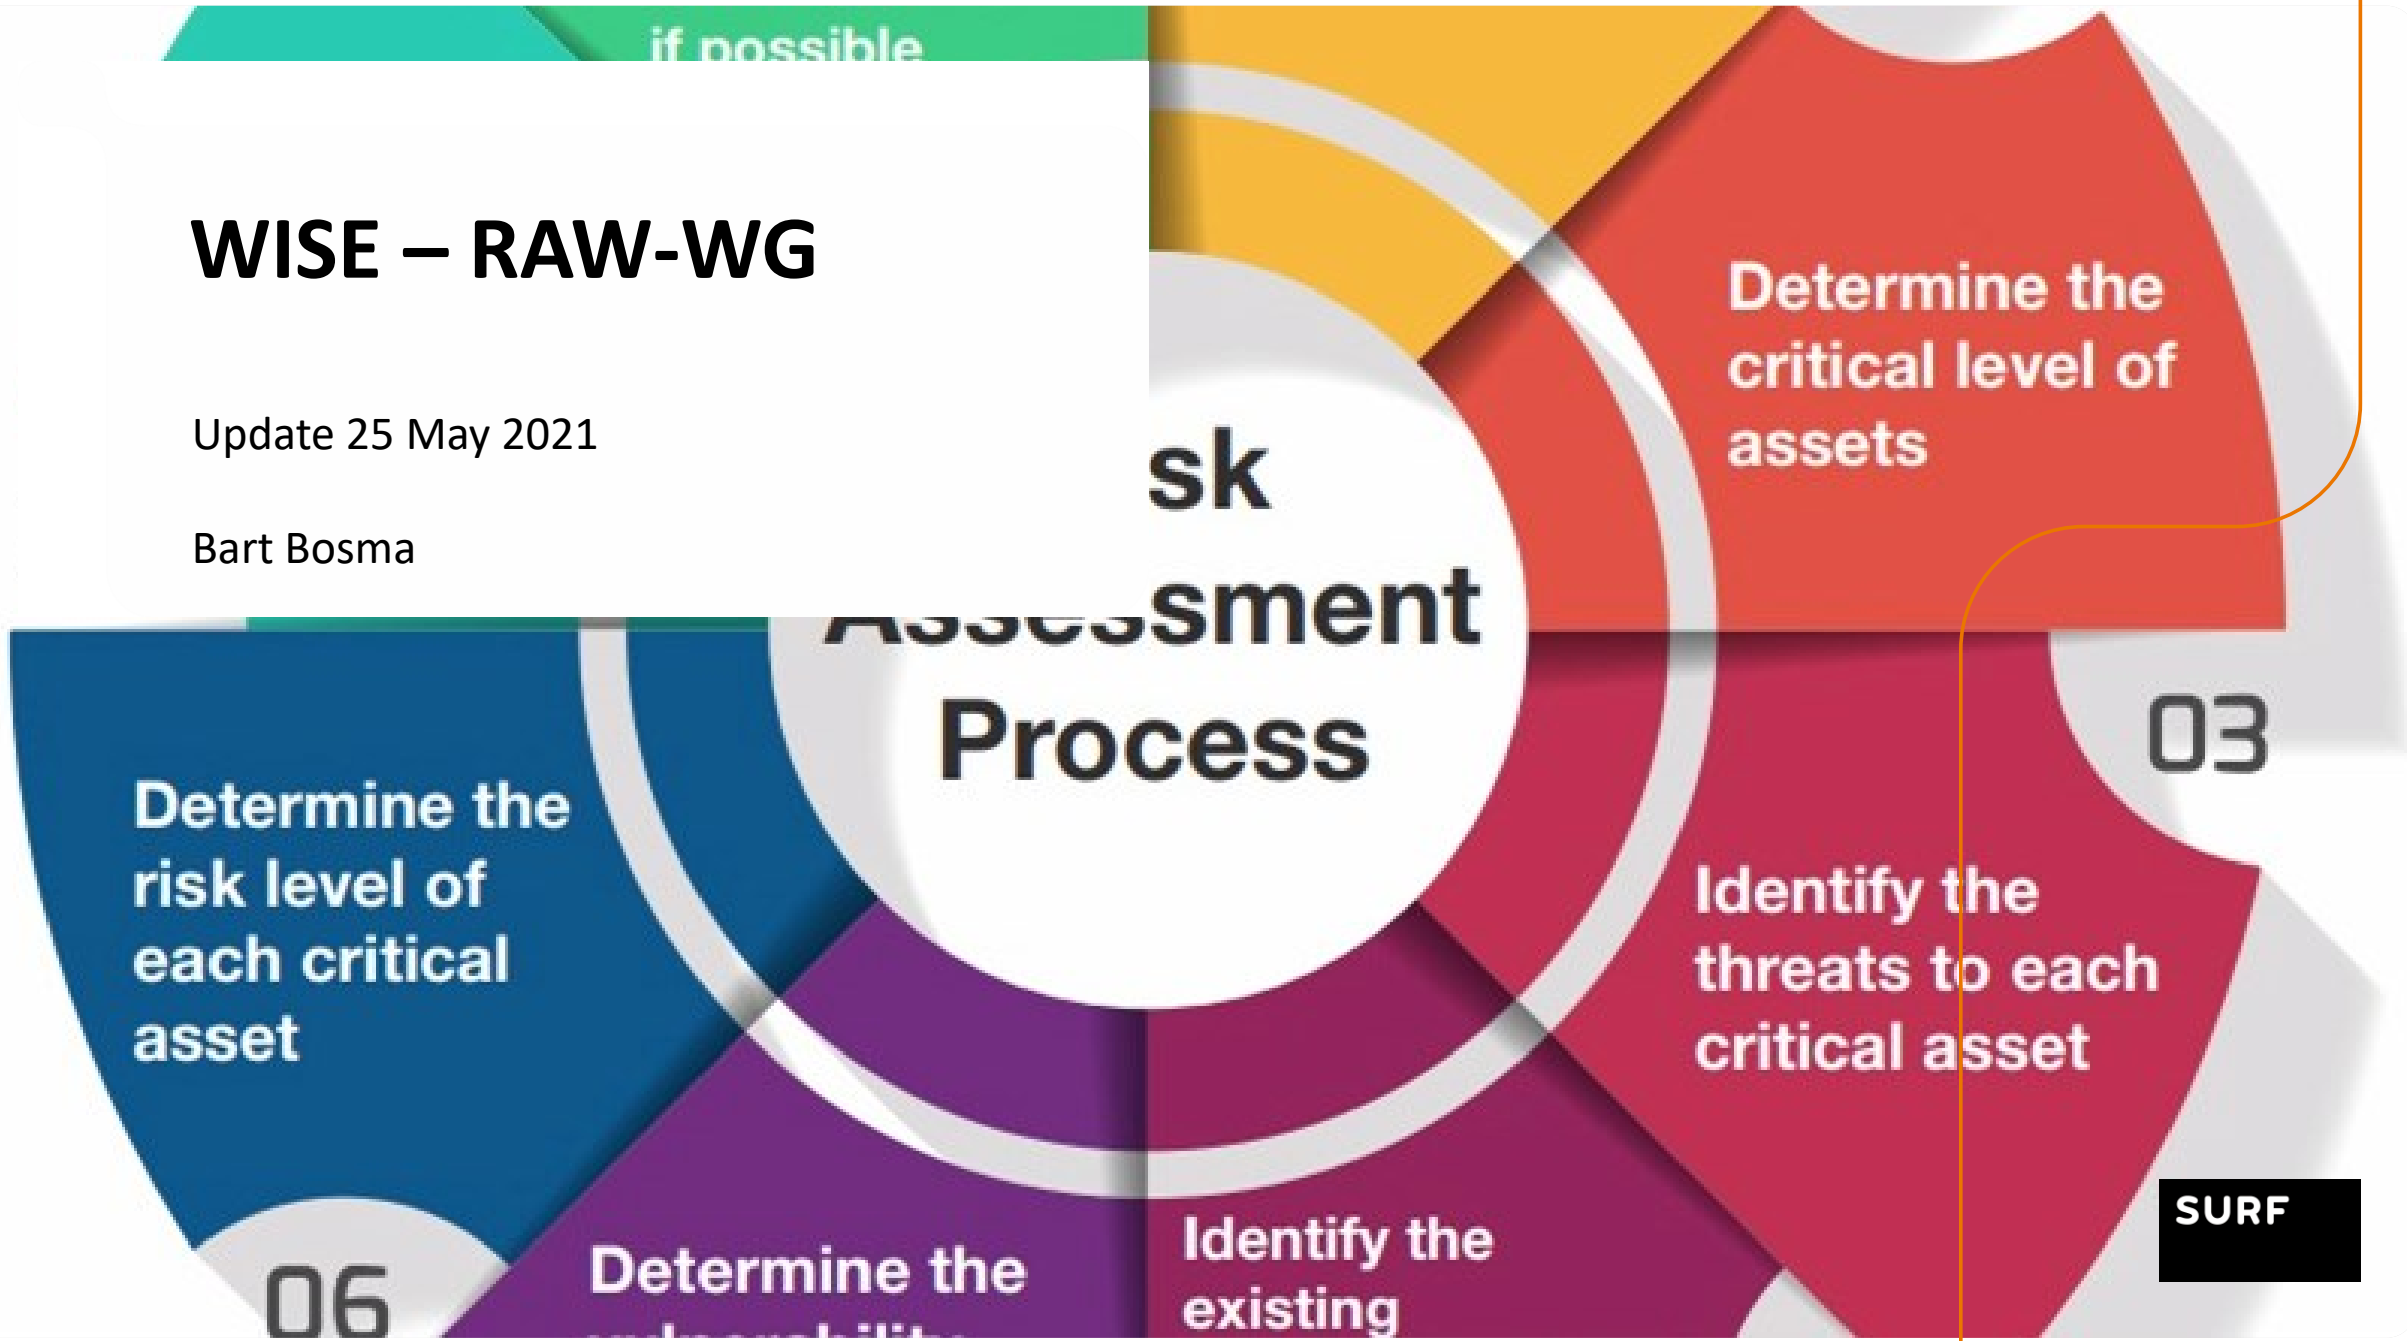 if possible
WISE – RAW-WG
Update 25 May 2021
Bart Bosma
sk
Assessment
Process
Determine the
critical level of
assets
03
Identify the
threats to each
critical asset
Identify the
existing
Determine the
vulnerability
06
Determine the
risk level of
each critical
asset
SURF